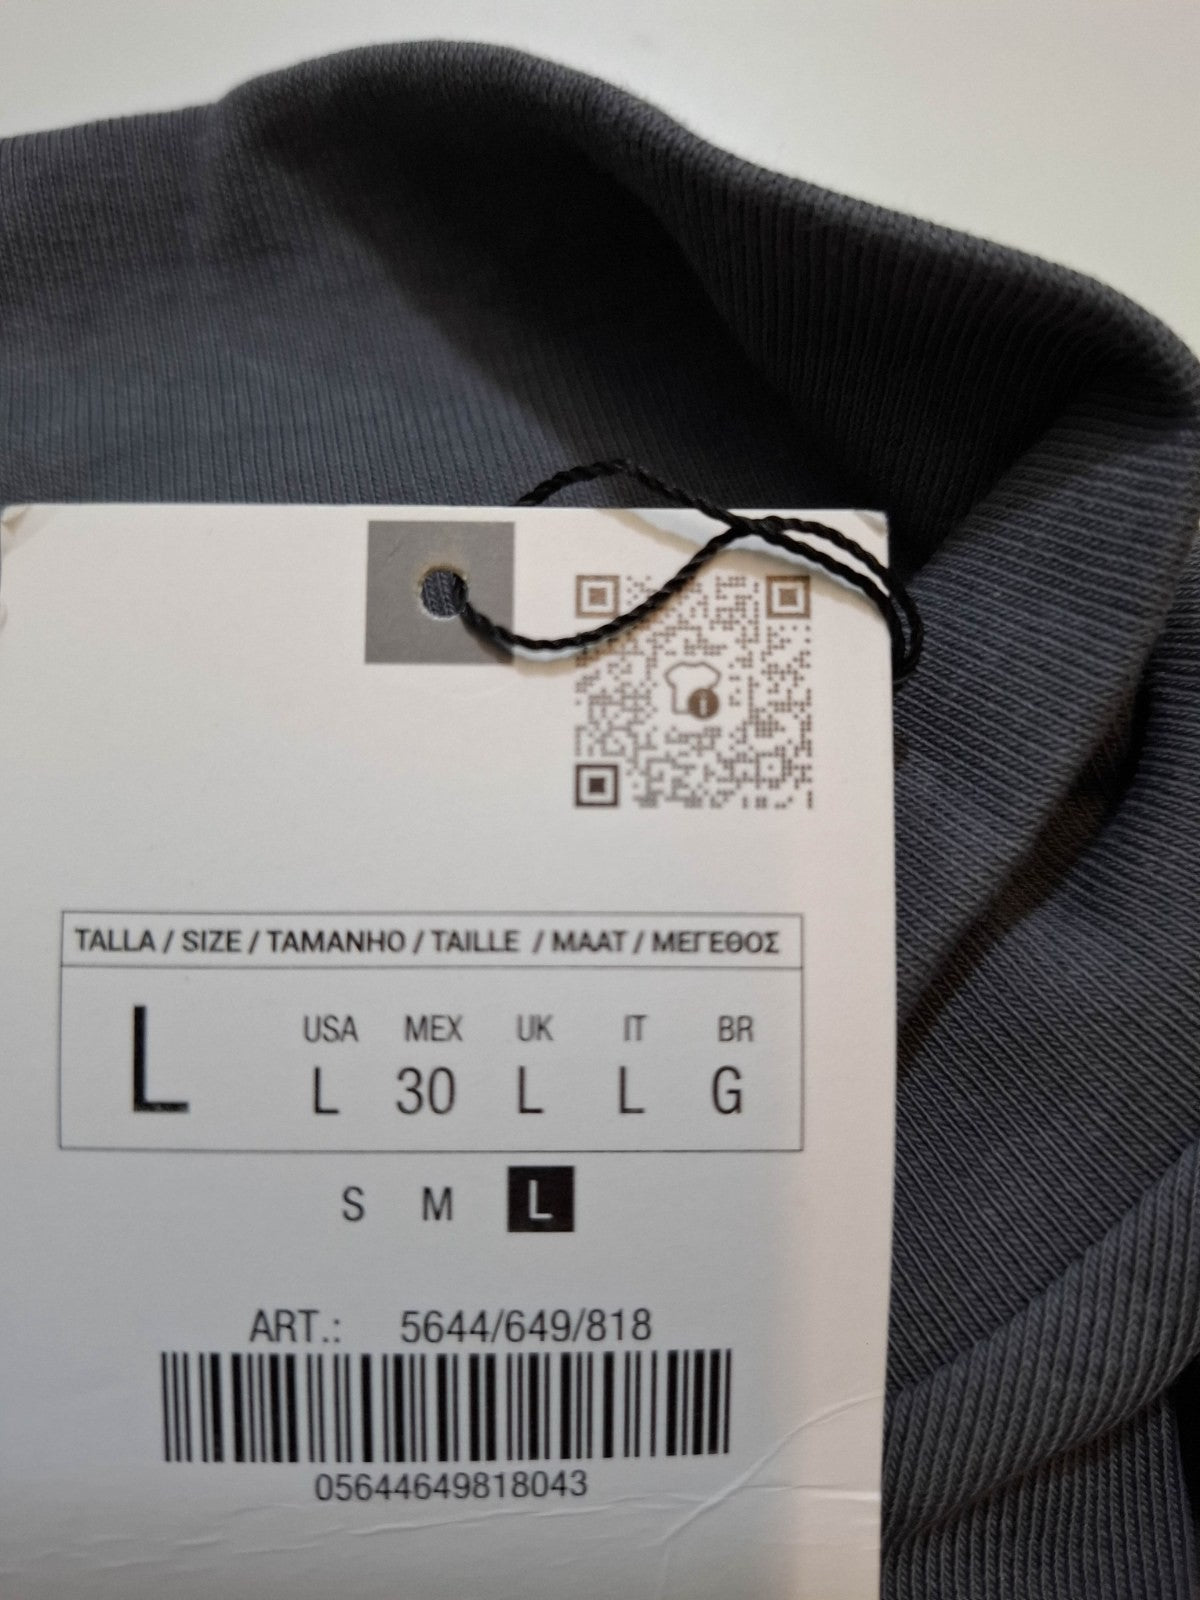 TALLA / SIZE / TAMANHO / TAILLE / MAAT / ΜΕΓΕΘΟΣ
L
USA MEX UK IT BR
L 30 L L G
S M L
ART.: 5644/649/818
05644649818043